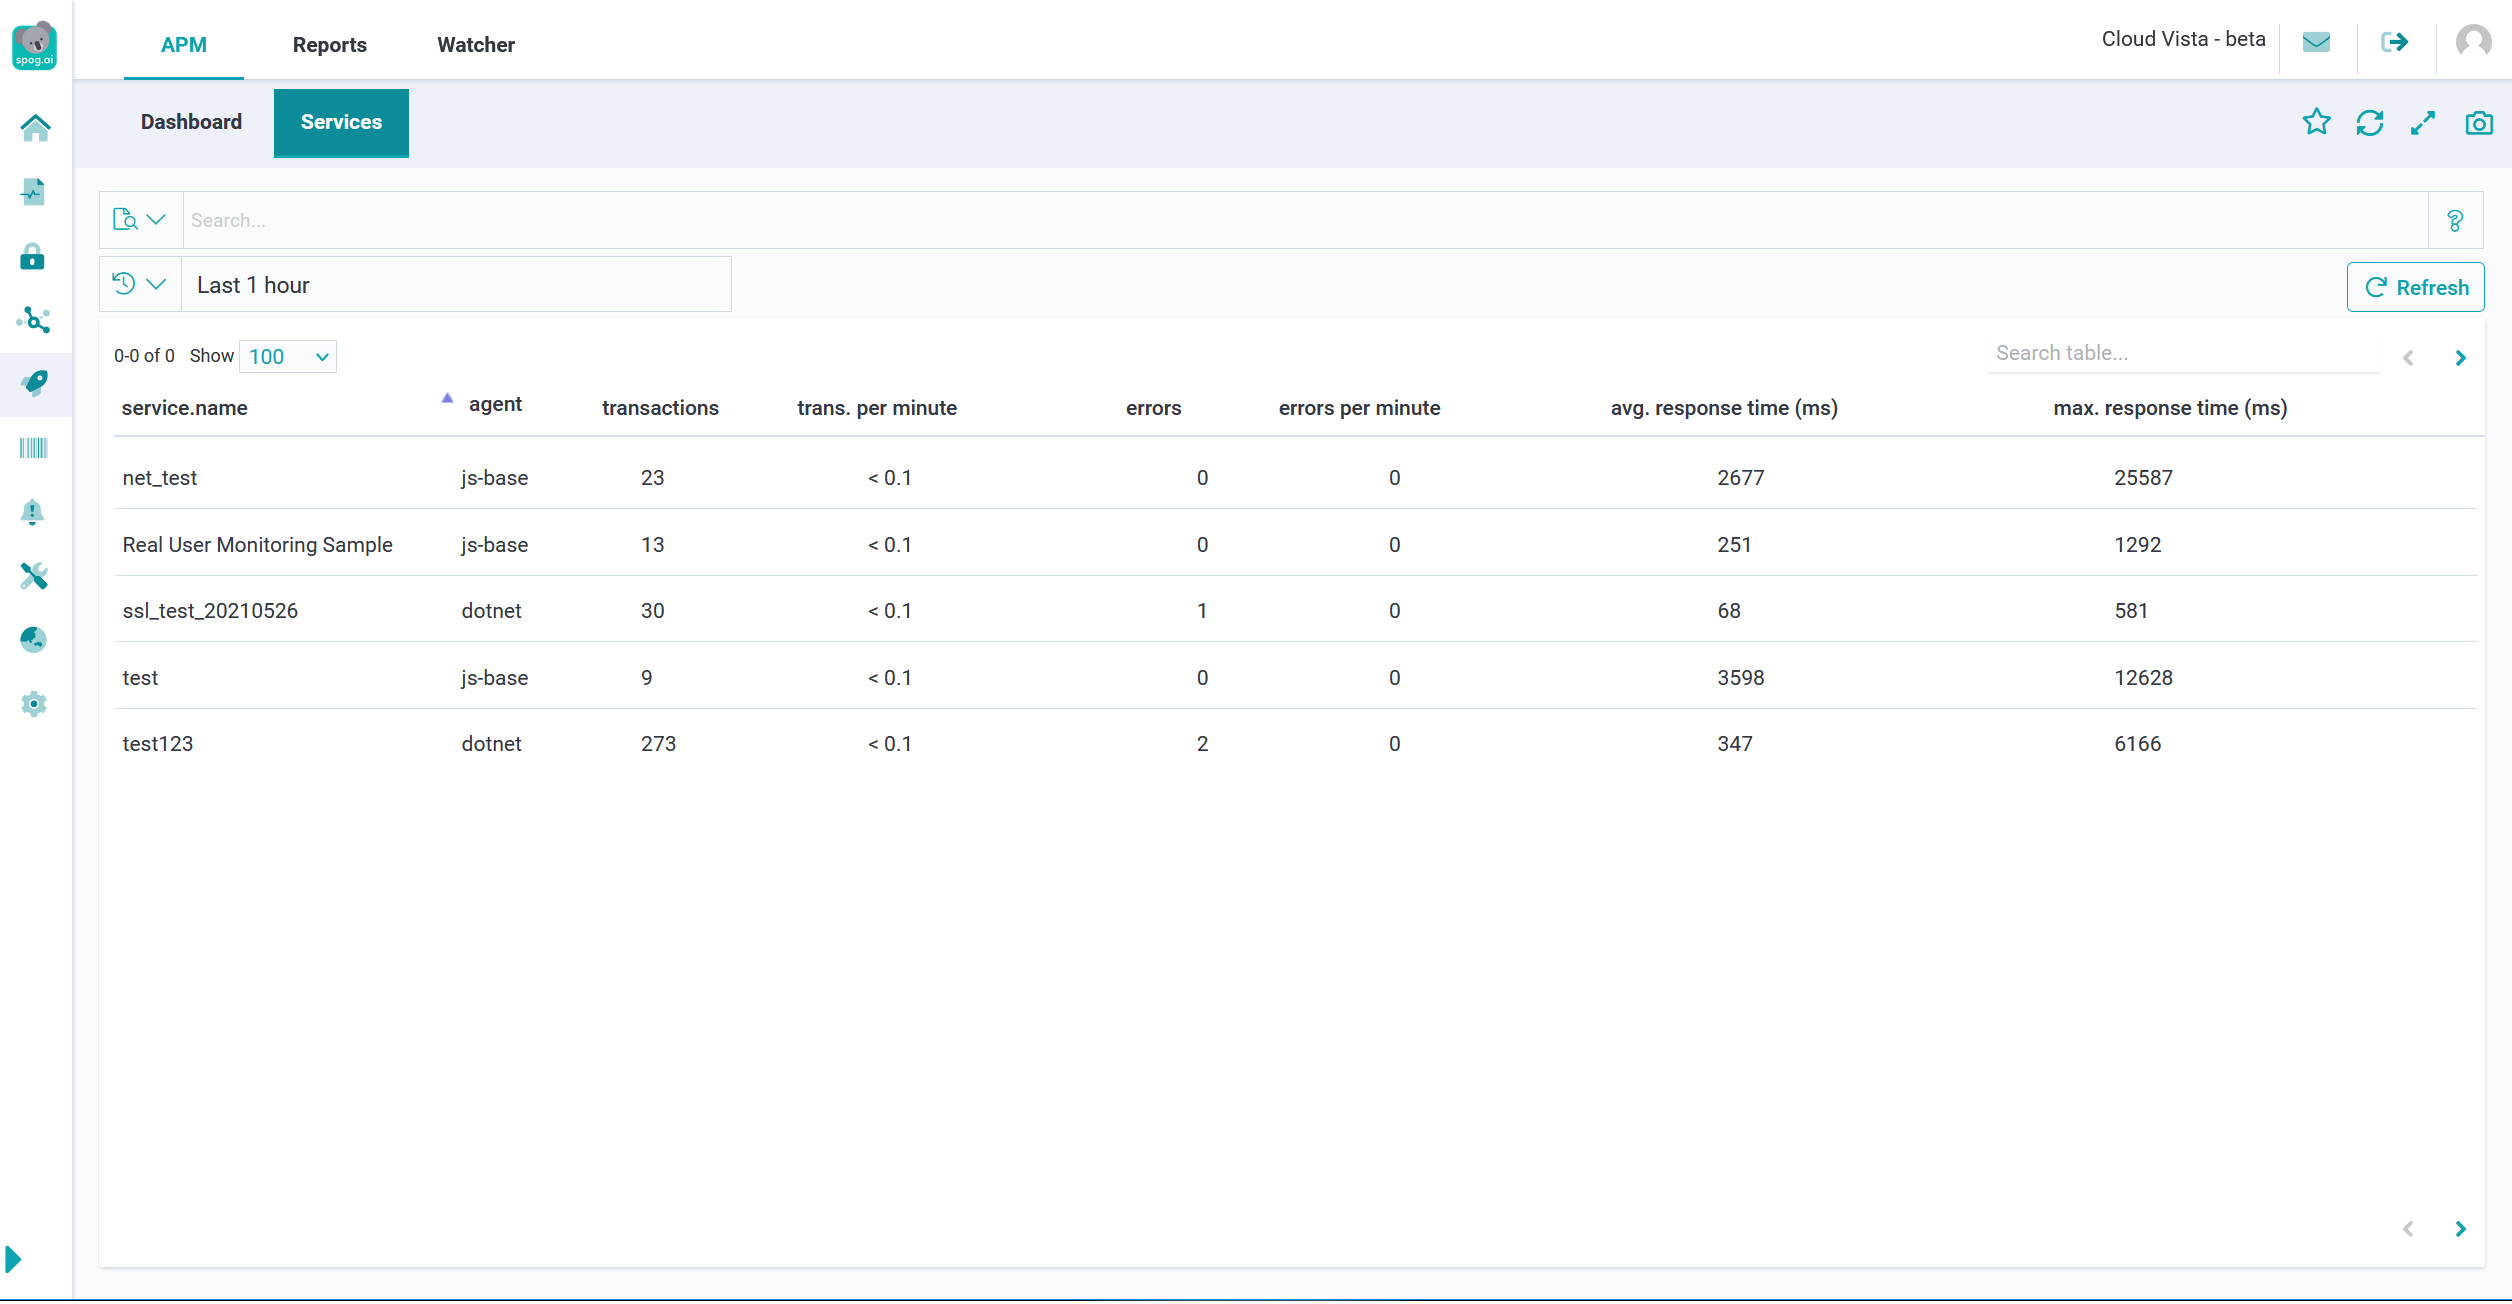 spog.ai
APM Reports Watcher Cloud Vista - beta
Dashboard Services
Search...
Last 1 hour
Refresh
0-0 of 0 Show 100 Search table...
service.name agent transactions trans. per minute errors errors per minute avg. response time (ms) max. response time (ms)
net_test js-base 23 < 0.1 0 0 2677 25587
Real User Monitoring Sample js-base 13 < 0.1 0 0 251 1292
ssl_test_20210526 dotnet 30 < 0.1 1 0 68 581
test js-base 9 < 0.1 0 0 3598 12628
test123 dotnet 273 < 0.1 2 0 347 6166